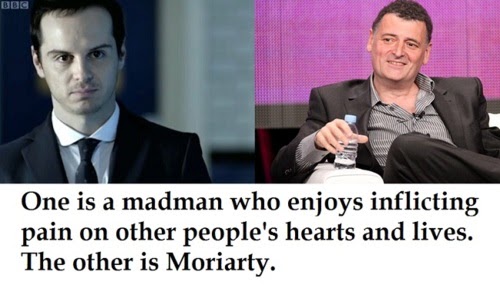 BBC
One is a madman who enjoys inflicting
pain on other people's hearts and lives.
The other is Moriarty.